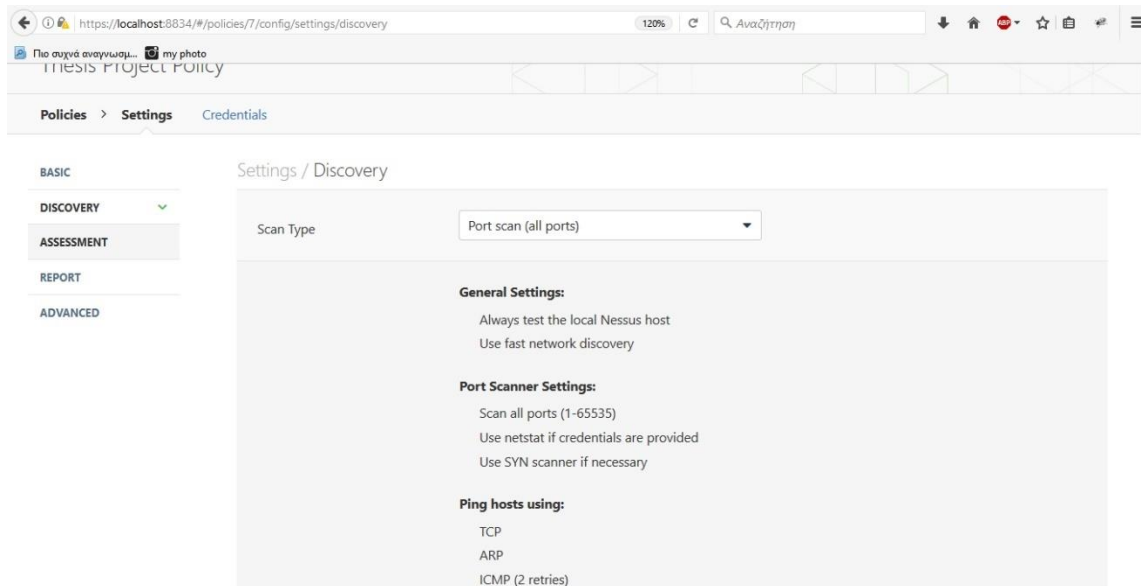 https://localhost:8834/#/policies/7/config/settings/discovery
120%
Αναζήτηση
ABP
Πιο συχνά αναγνωσμ...
my photo
Thesis Project Policy
Policies > Settings Credentials
BASIC
Settings / Discovery
DISCOVERY
Scan Type
Port scan (all ports)
ASSESSMENT
REPORT
ADVANCED
General Settings:
Always test the local Nessus host
Use fast network discovery
Port Scanner Settings:
Scan all ports (1-65535)
Use netstat if credentials are provided
Use SYN scanner if necessary
Ping hosts using:
TCP
ARP
ICMP (2 retries)